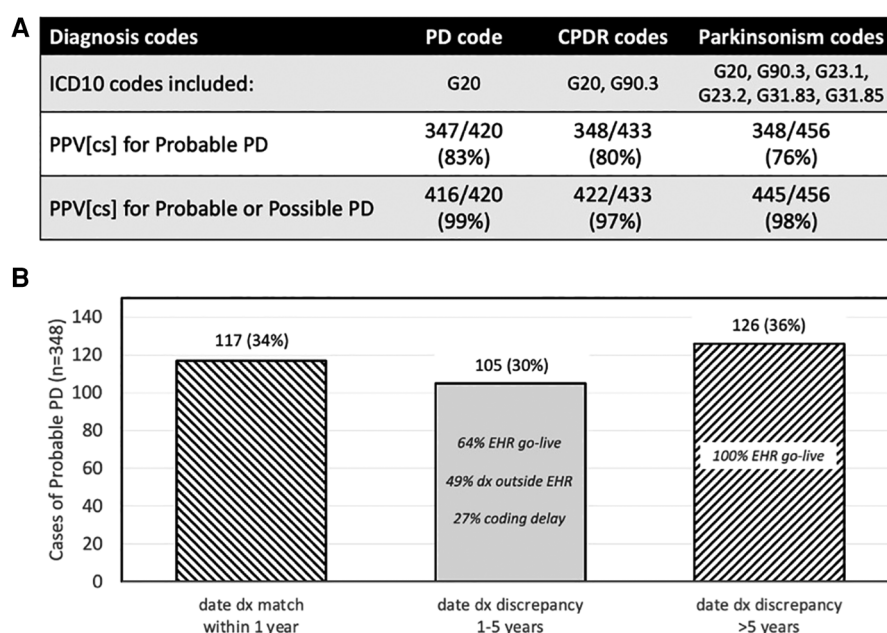 A
Diagnosis codes PD code CPDR codes Parkinsonism codes
ICD10 codes included: G20 G20, G90.3 G20, G90.3, G23.1,
G23.2, G31.83, G31.85
PPV[cs] for Probable PD 347/420 348/433 348/456
(83%) (80%) (76%)
PPV[cs] for Probable or Possible PD 416/420 422/433 445/456
(99%) (97%) (98%)
B
Cases of Probable PD (n=348)
140
120
100
80
60
40
20
0
117 (34%)
105 (30%)
126 (36%)
64% EHR go-live
49% dx outside EHR
27% coding delay
100% EHR go-live
date dx match
within 1 year
date dx discrepancy
1-5 years
date dx discrepancy
>5 years